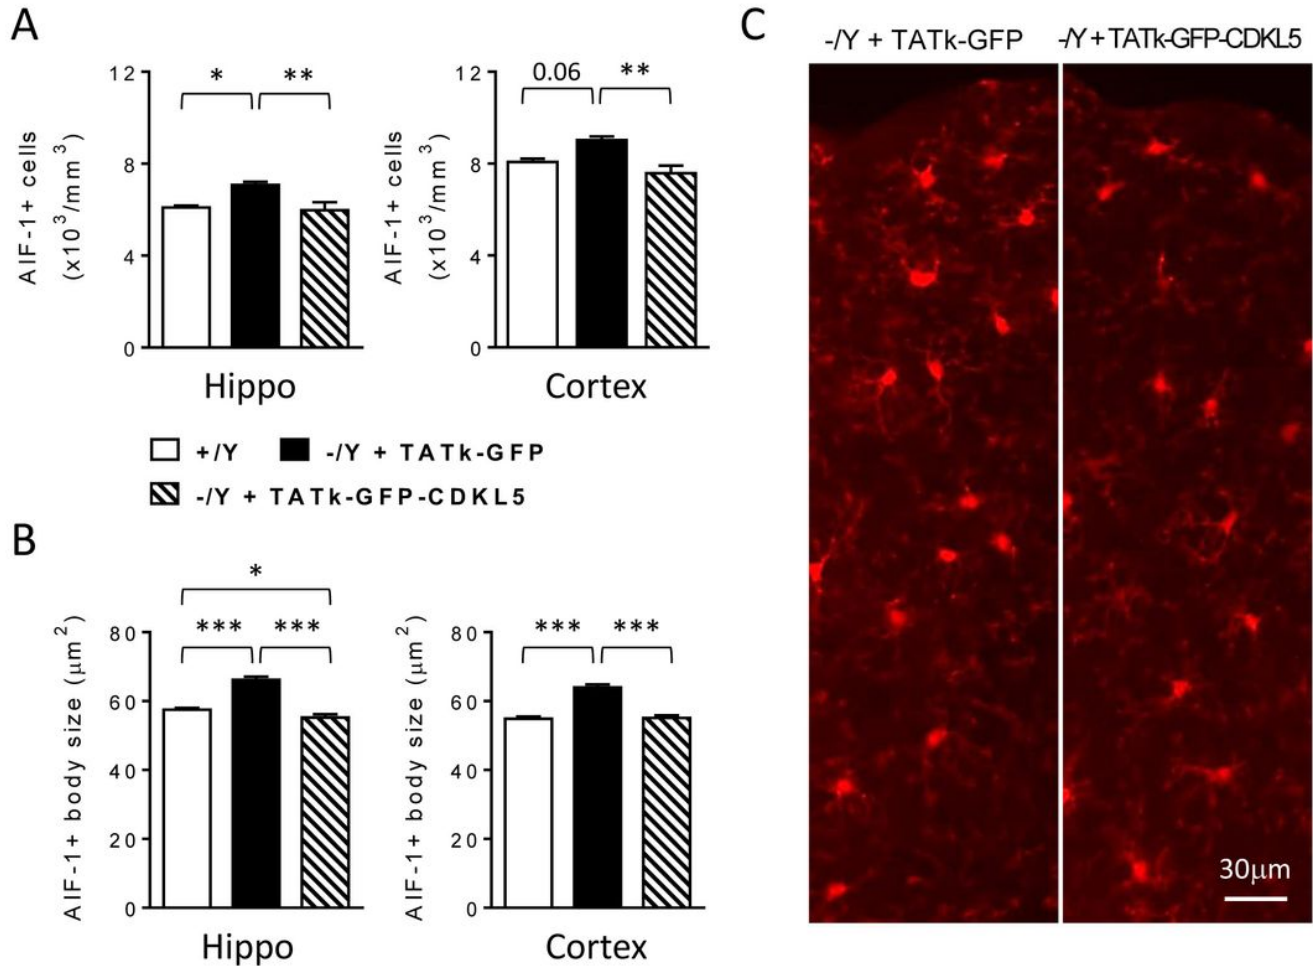 A
AIF-1+ cells
(x10³/mm³)
12
8
4
0
*
**
Hippo
AIF-1+ cells
(x10³/mm³)
12
8
4
0
0.06
**
Cortex
+/Y
-/Y + TATk-GFP
-/Y + TATk-GFP-CDKL5
B
AIF-1+ body size (μm²)
80
60
40
20
0
*
***
***
Hippo
AIF-1+ body size (μm²)
80
60
40
20
0
***
***
Cortex
C
-/Y + TATk-GFP
-/Y + TATk-GFP-CDKL5
30μm